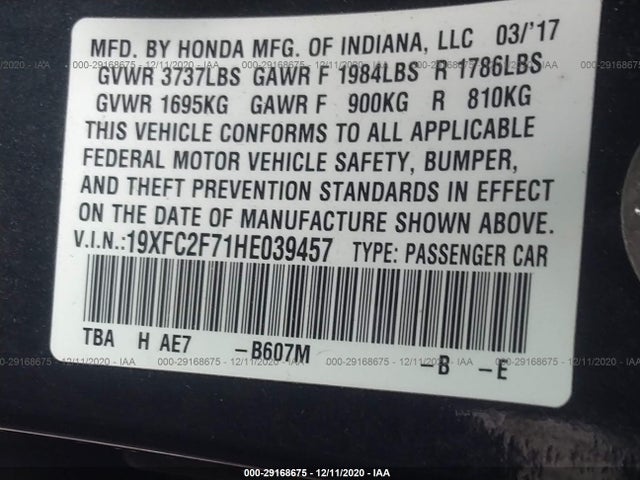 MFD. BY HONDA MFG. OF INDIANA, LLC 03/'17
GVWR 3737LBS GAWR F 1984LBS R 1786LBS
GVWR 1695KG GAWR F 900KG R 810KG
THIS VEHICLE CONFORMS TO ALL APPLICABLE
FEDERAL MOTOR VEHICLE SAFETY, BUMPER,
AND THEFT PREVENTION STANDARDS IN EFFECT
ON THE DATE OF MANUFACTURE SHOWN ABOVE.
V.I.N.:19XFC2F71HE039457 TYPE: PASSENGER CAR
TBA H AE7 -B607M -B -E
000-29168675 - 12/11/2020 - IAA